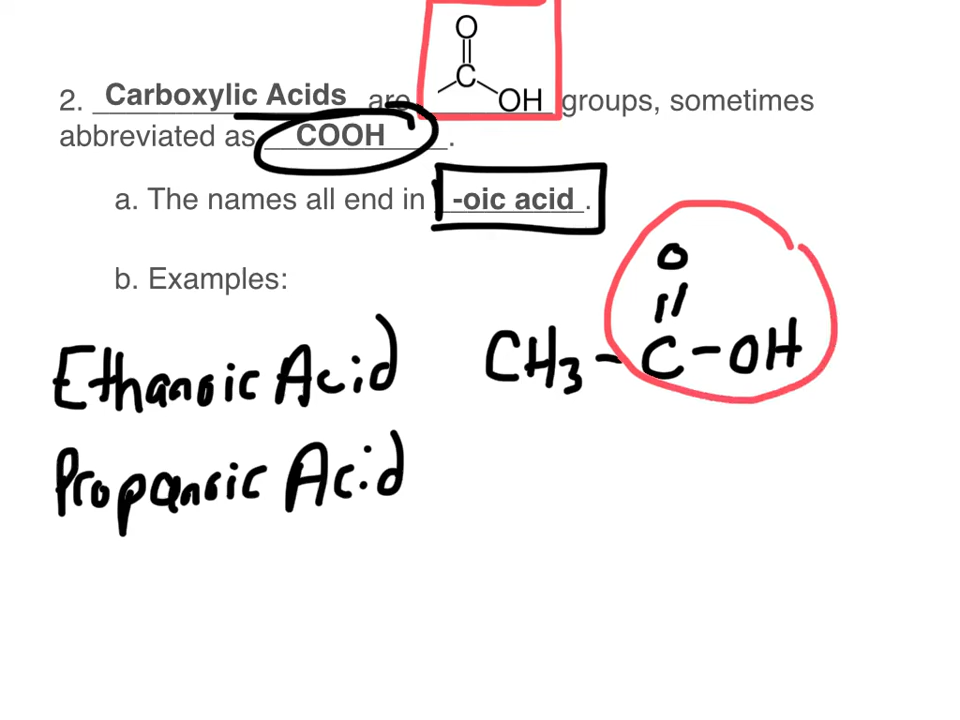 O
C
OH
2. Carboxylic Acids are groups, sometimes
abbreviated as COOH.
a. The names all end in -oic acid.
b. Examples:
O
Ethanoic Acid CH3-C-OH
Propanoic Acid